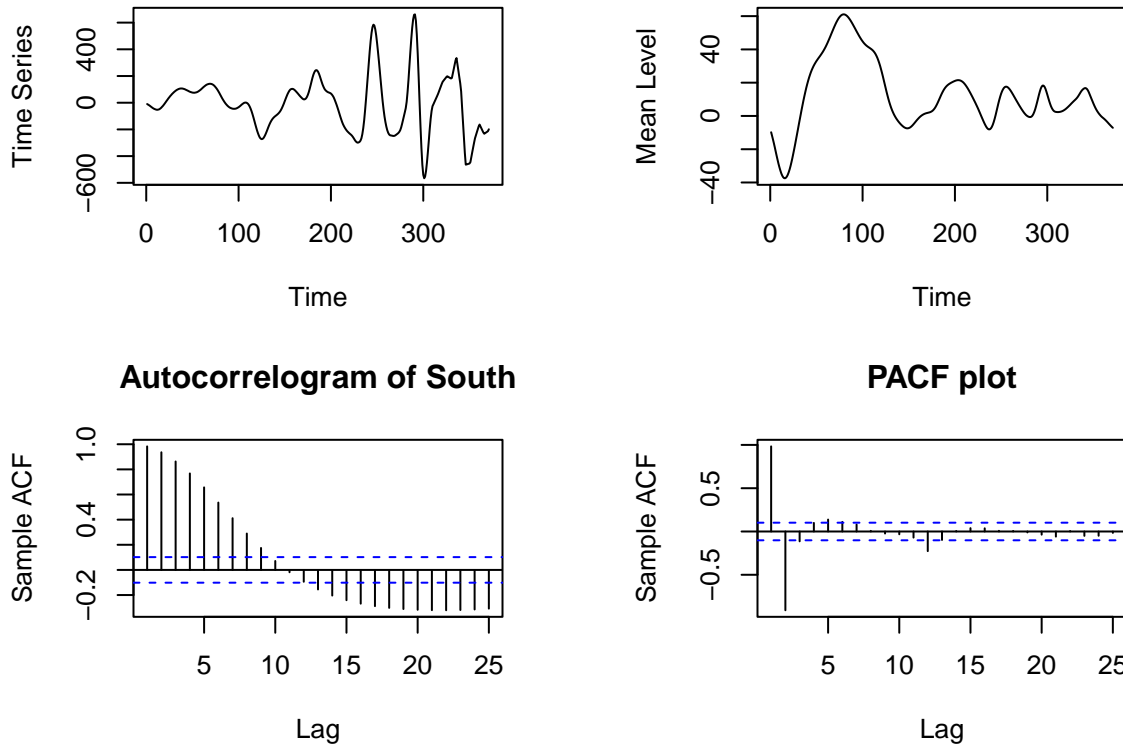 Time Series
−600
0
400
0
100
200
300
Time
Mean Level
−40
0
40
0
100
200
300
Time
Autocorrelogram of South
Sample ACF
−0.2
0.4
1.0
5
10
15
20
25
Lag
PACF plot
Sample ACF
−0.5
0.5
5
10
15
20
25
Lag